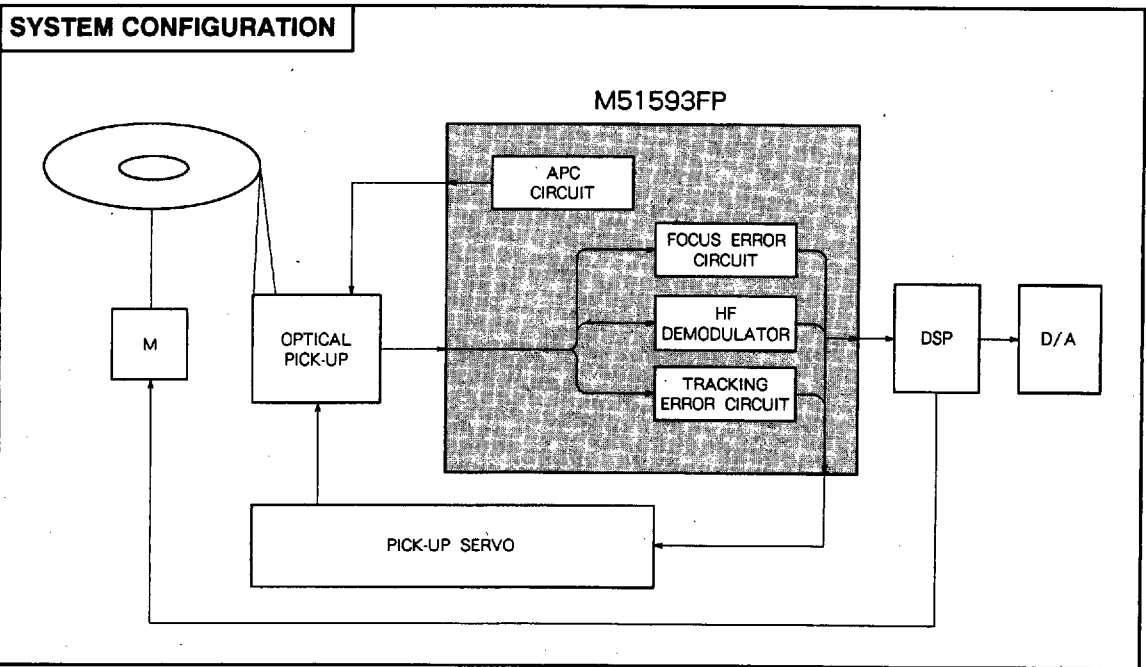 SYSTEM CONFIGURATION
M51593FP
APC
CIRCUIT
FOCUS ERROR
CIRCUIT
HF
DEMODULATOR
TRACKING
ERROR CIRCUIT
OPTICAL
PICK-UP
M
DSP
D/A
PICK-UP SERVO